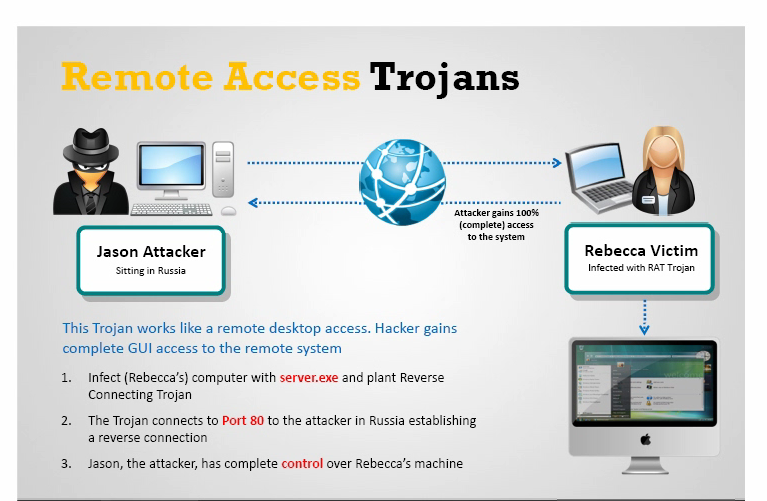 Remote Access Trojans
Attacker gains 100%
(complete) access
to the system
Jason Attacker
Sitting in Russia
Rebecca Victim
Infected with RAT Trojan
This Trojan works like a remote desktop access. Hacker gains
complete GUI access to the remote system
1. Infect (Rebecca's) computer with server.exe and plant Reverse
Connecting Trojan
2. The Trojan connects to Port 80 to the attacker in Russia establishing
a reverse connection
3. Jason, the attacker, has complete control over Rebecca's machine